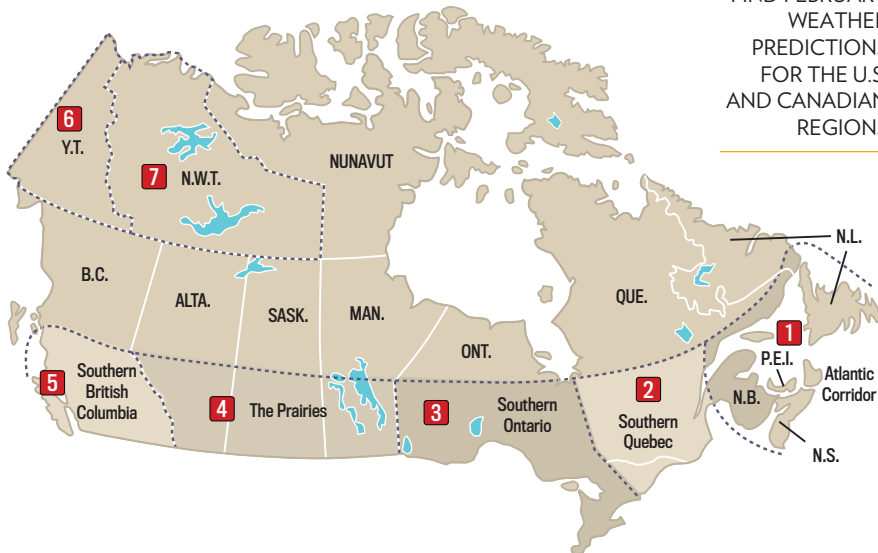 WEATHER
PREDICTION
FOR THE U.S
AND CANADIAN
REGION
6
Y.T.
7
N.W.T.
NUNAVUT
N.L.
B.C.
ALTA.
SASK.
MAN.
ONT.
QUE.
1
P.E.I.
Atlantic
Corridor
N.B.
N.S.
5
Southern
British
Columbia
4
The Prairies
3
Southern
Ontario
2
Southern
Quebec